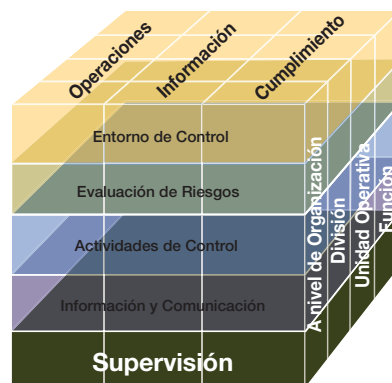 Operaciones
Información
Cumplimiento
Entorno de Control
Evaluación de Riesgos
Actividades de Control
Información y Comunicación
Supervisión
A nivel de Organización
División
Unidad Operativa
Función